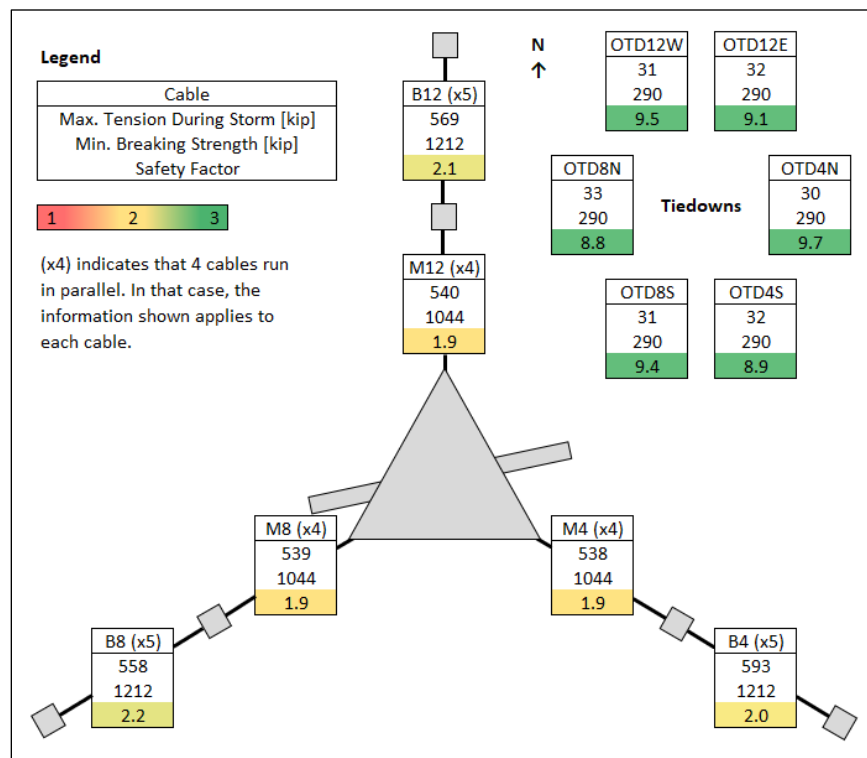 Legend
Cable
Max. Tension During Storm [kip]
Min. Breaking Strength [kip]
Safety Factor
1 2 3
(x4) indicates that 4 cables run
in parallel. In that case, the
information shown applies to
each cable.
B12 (x5)
569
1212
2.1
M12 (x4)
540
1044
1.9
N
↑
OTD12W
31
290
9.5
OTD12E
32
290
9.1
OTD8N
33
290
8.8
Tiedowns
OTD4N
30
290
9.7
OTD8S
31
290
9.4
OTD4S
32
290
8.9
M8 (x4)
539
1044
1.9
M4 (x4)
538
1044
1.9
B8 (x5)
558
1212
2.2
B4 (x5)
593
1212
2.0